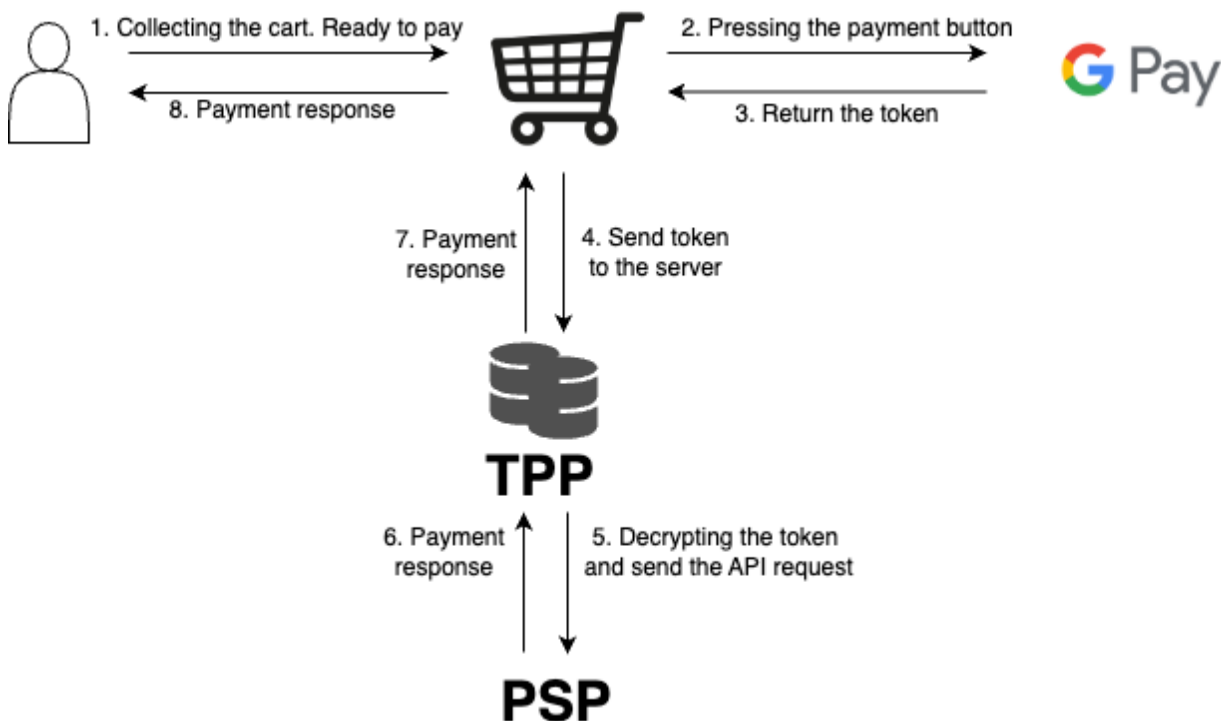 1. Collecting the cart. Ready to pay
2. Pressing the payment button
G Pay
8. Payment response
3. Return the token
7. Payment
response
4. Send token
to the server
TPP
6. Payment
response
5. Decrypting the token
and send the API request
PSP